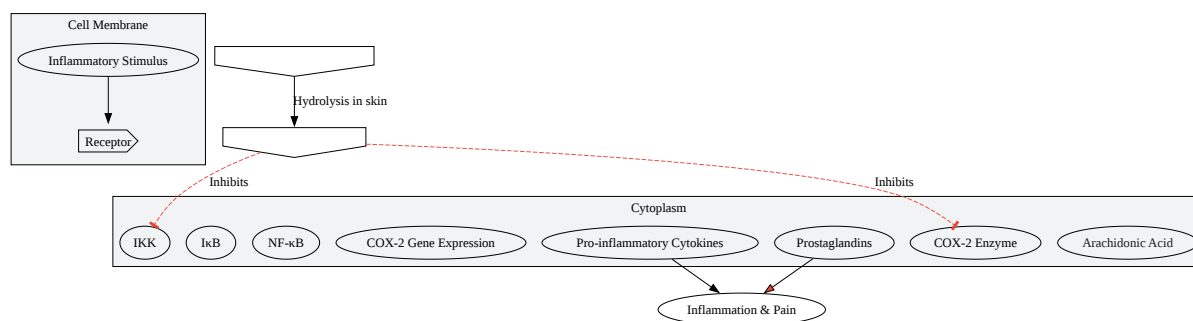 Cell Membrane
Inflammatory Stimulus
Hydrolysis in skin
Receptor
Inhibits
Inhibits
Cytoplasm
IKK
IκB
NF-κB
COX-2 Gene Expression
Pro-inflammatory Cytokines
Prostaglandins
COX-2 Enzyme
Arachidonic Acid
Inflammation & Pain